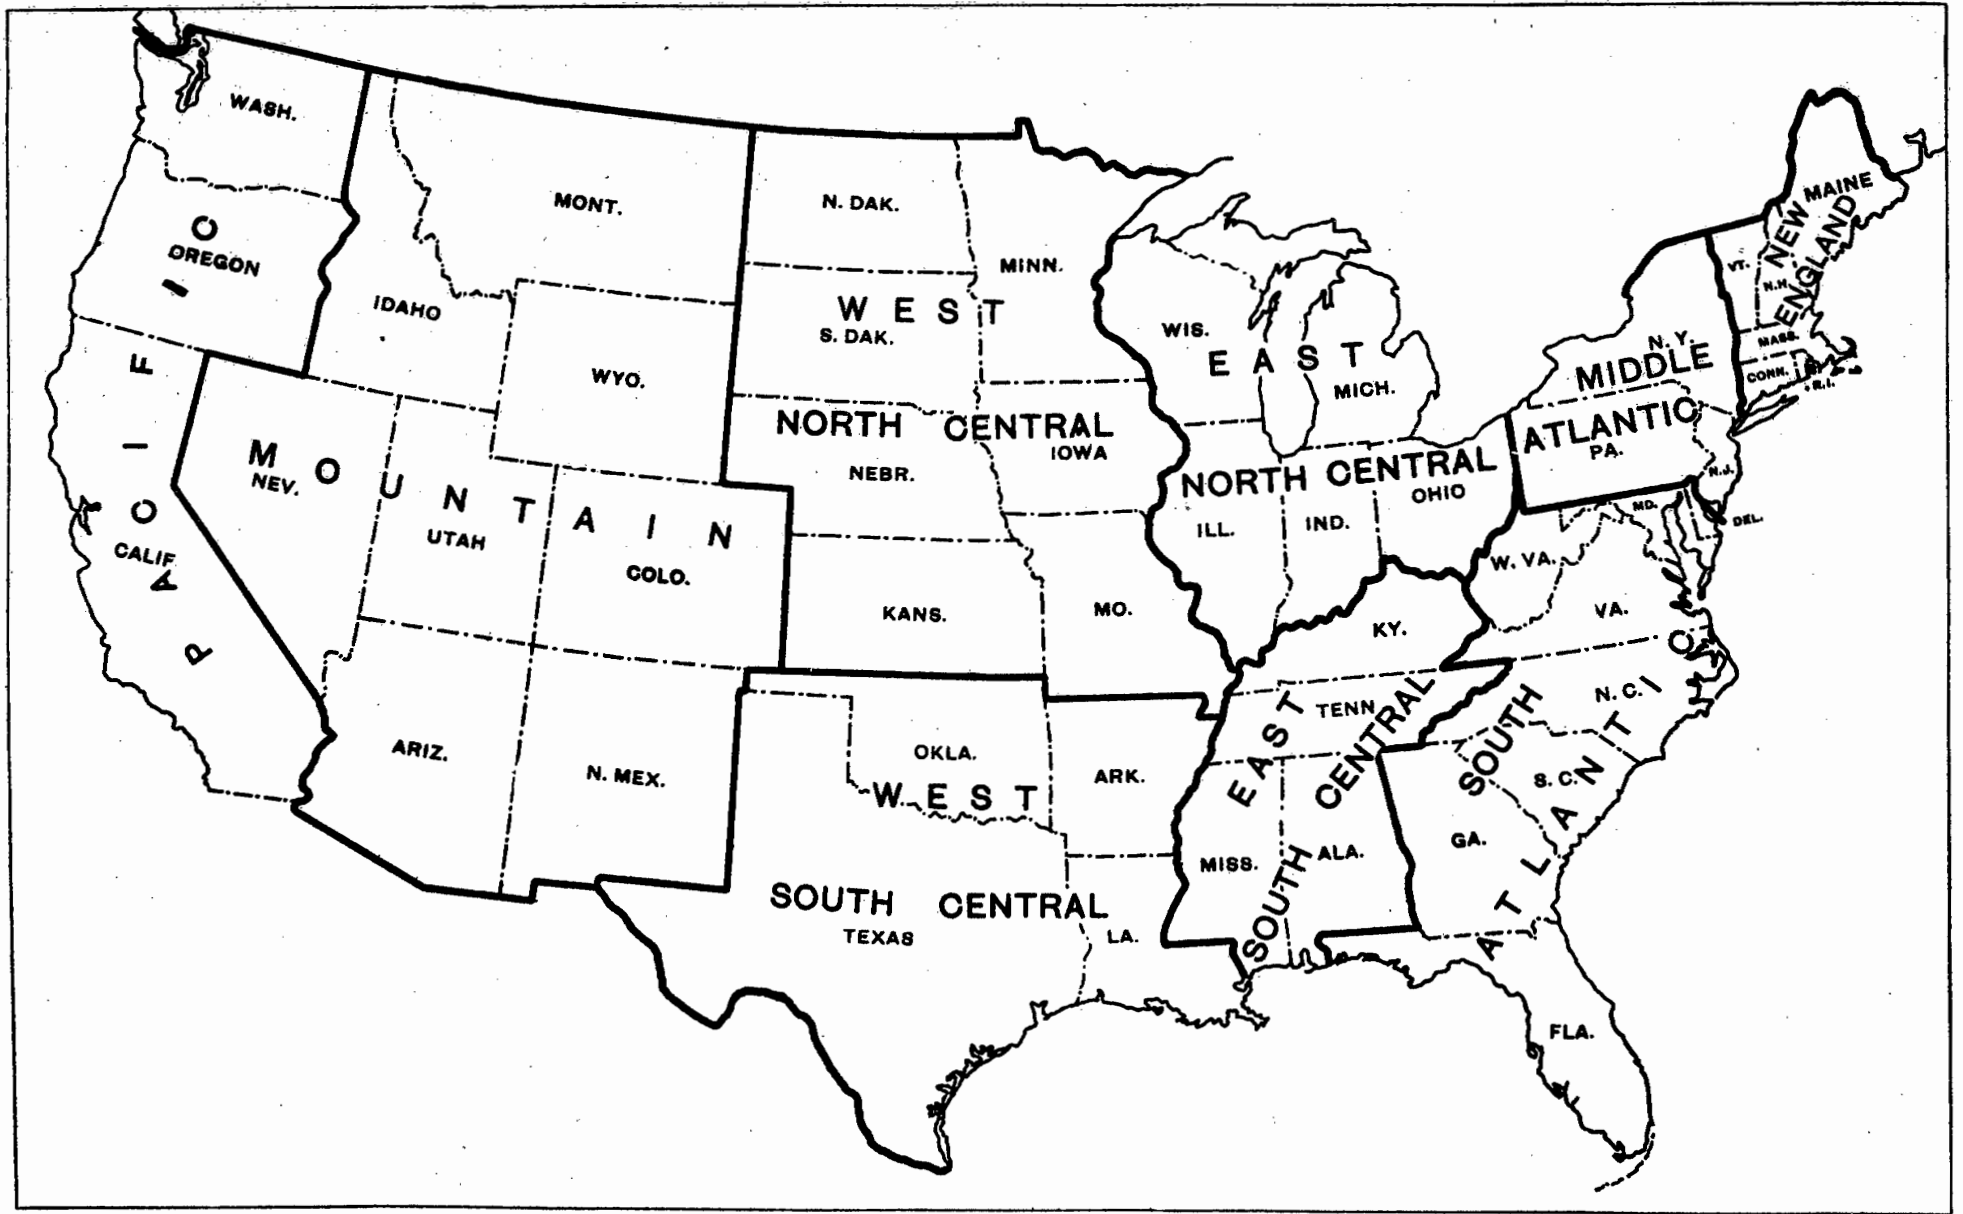 WASH.
OREGON
CALIF.
PACIFIC
MONT.
IDAHO
WYO.
NEV.
UTAH
COLO.
ARIZ.
N. MEX.
MOUNTAIN
N. DAK.
MINN.
WEST
S. DAK.
NORTH CENTRAL
IOWA
NEBR.
KANS.
MO.
WIS.
EAST
MICH.
NORTH CENTRAL
OHIO
ILL.
IND.
OKLA.
ARK.
WEST
SOUTH CENTRAL
TEXAS
LA.
KY.
TENN.
EAST
SOUTH CENTRAL
MISS.
ALA.
MAINE
NEW
ENGLAND
VT.
N.H.
MASS.
CONN.
R.I.
N. Y.
MIDDLE
ATLANTIC
PA.
N.J.
MD.
DEL.
W. VA.
VA.
N. C.
S. C.
GA.
FLA.
SOUTH
ATLANTIC